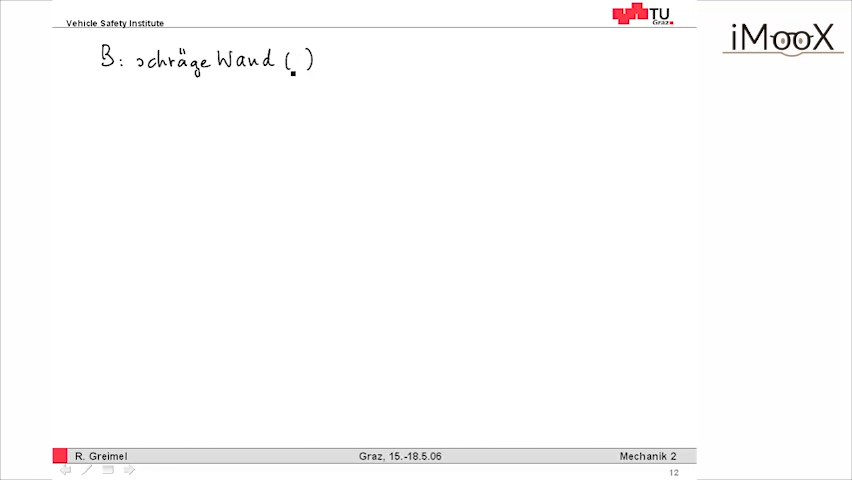 Vehicle Safety Institute
TU
Graz
iMooX
B: schräge Wand ( )
R. Greimel
Graz, 15.-18.5.06
Mechanik 2
12